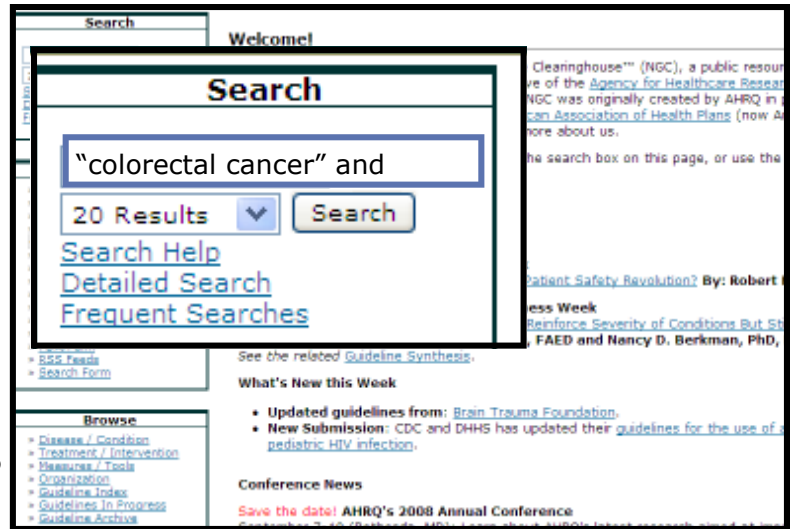 Search
Welcome!
Clearinghouse™ (NGC), a public resour
ve of the Agency for Healthcare Resear
NGC was originally created by AHRQ in p
can Association of Health Plans (now A
ore about us.
he search box on this page, or use the
Search
"colorectal cancer" and
20 Results
Search
Search Help
Detailed Search
Frequent Searches
Patient Safety Revolution? By: Robert
ess Week
Reinforce Severity of Conditions But Sti
, FAED and Nancy D. Berkman, PhD,
See the related Guideline Synthesis.
» RSS Feeds
» Search Form
What's New this Week
• Updated guidelines from: Brain Trauma Foundation.
• New Submission: CDC and DHHS has updated their guidelines for the use of a
pediatric HIV infection.
Conference News
Save the date! AHRQ's 2008 Annual Conference
Browse
» Disease / Condition
» Treatment / Intervention
» Measures / Tools
» Organization
» Guideline Index
» Guidelines In Progress
» Guideline Archive